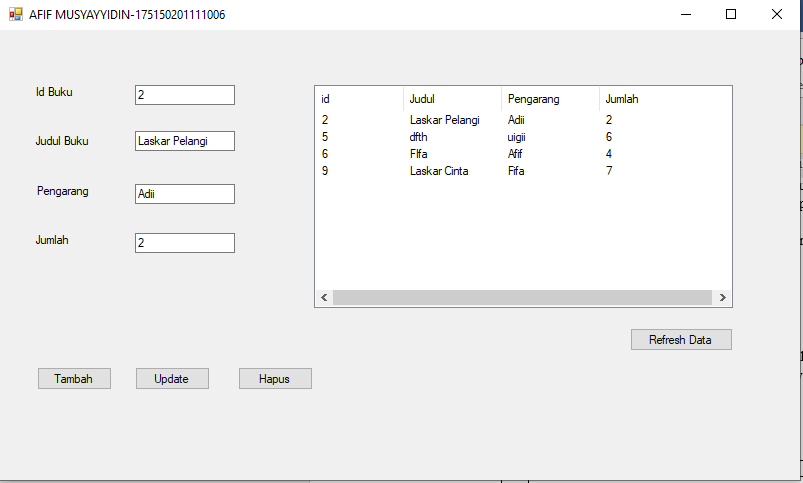 AFIF MUSYAYYIDIN-175150201111006
Id Buku 2
Judul Buku Laskar Pelangi
Pengarang Adii
Jumlah 2
id Judul Pengarang Jumlah
2 Laskar Pelangi Adii 2
5 dfth uigii 6
6 FIfa Afif 4
9 Laskar Cinta Fifa 7
Refresh Data
Tambah Update Hapus